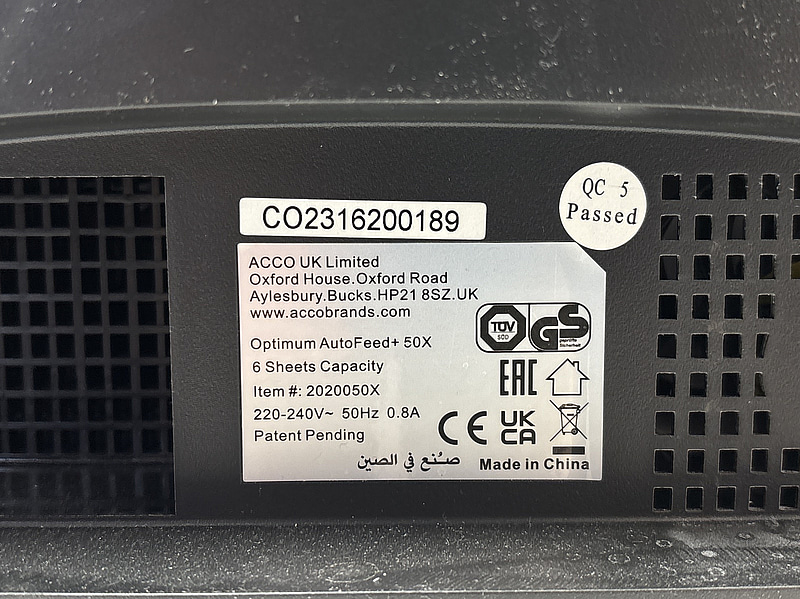 QC 5
Passed
CO2316200189
ACCO UK Limited
Oxford House.Oxford Road
Aylesbury.Bucks.HP21 8SZ.UK
www.accobrands.com
Optimum AutoFeed+ 50X
6 Sheets Capacity
Item #: 2020050X
220-240V~ 50Hz 0.8A
Patent Pending
TÜV
SÜD
GS
geprüfte
Sicherheit
EAC
CE
UK
CA
صُنع في الصين
Made in China